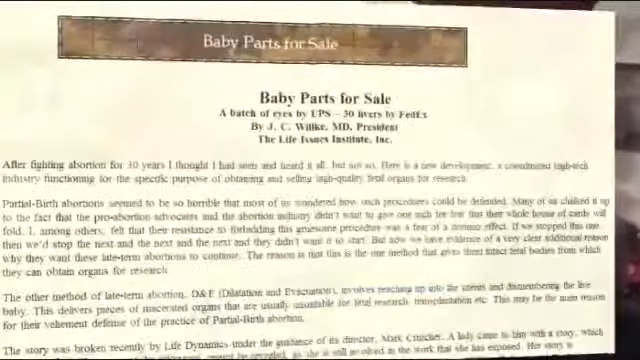 Baby Parts for Sale
Baby Parts for Sale
A batch of eyes by UPS - 30 livers by FedEx
By J. C. Willke, MD, President
The Life Issues Institute, Inc.
After fighting abortion for 30 years I thought I had seen and heard it all, but not so. Here is a new development, a coordinated high-tech
industry functioning for the specific purpose of obtaining and selling high-quality fetal organs for research.
Partial-Birth abortions seemed to be so horrible that most of us wondered how such procedures could be defended. Many of us chalked it up
to the fact that the pro-abortion advocates and the abortion industry didn't want to give one inch for fear that their whole house of cards will
fold. I, among others, felt that their resistance to forbidding this gruesome procedure was a fear of a domino effect. If we stopped this one
then we'd stop the next and the next and the next and they didn't want it to start. But now we have evidence of a very clear additional reason
why they want these late-term abortions to continue. The reason is that this is the one method that gives them intact fetal bodies from which
they can obtain organs for research.
The other method of late-term abortion, D&E (Dilatation and Evacuation), involves reaching up into the uterus and dismembering the live
baby. This delivers pieces of macerated organs that are usually unsuitable for fetal research, transplantation etc. This may be the main reason
for their vehement defense of the practice of Partial-Birth abortion.
The story was broken recently by Life Dynamics under the guidance of its director, Mark Crutcher. A lady came to him with a story, which
she is still involved in the work that she has exposed. Her story is